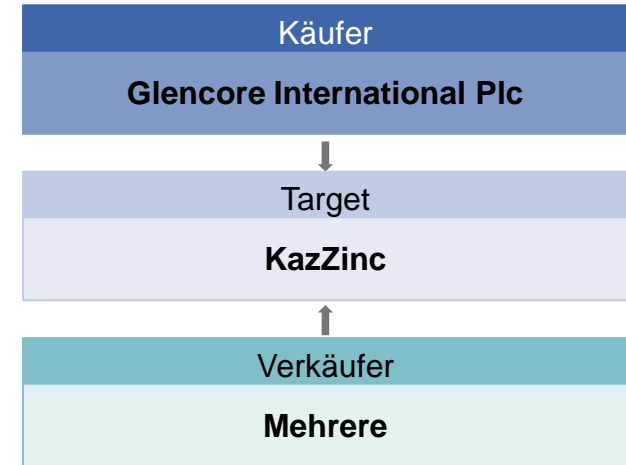 Käufer
Glencore International Plc
Target
KazZinc
Verkäufer
Mehrere